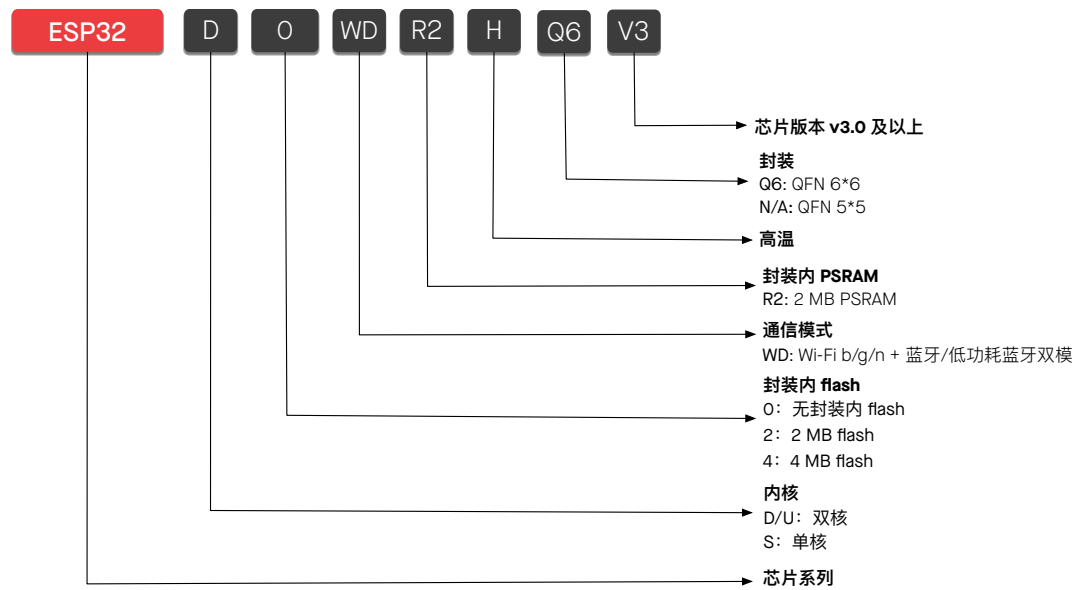 ESP32 D 0 WD R2 H Q6 V3
芯片版本 v3.0 及以上
封装
Q6: QFN 6*6
N/A: QFN 5*5
高温
封装内 PSRAM
R2: 2 MB PSRAM
通信模式
WD: Wi-Fi b/g/n + 蓝牙/低功耗蓝牙双模
封装内 flash
0：无封装内 flash
2：2 MB flash
4：4 MB flash
内核
D/U：双核
S：单核
芯片系列